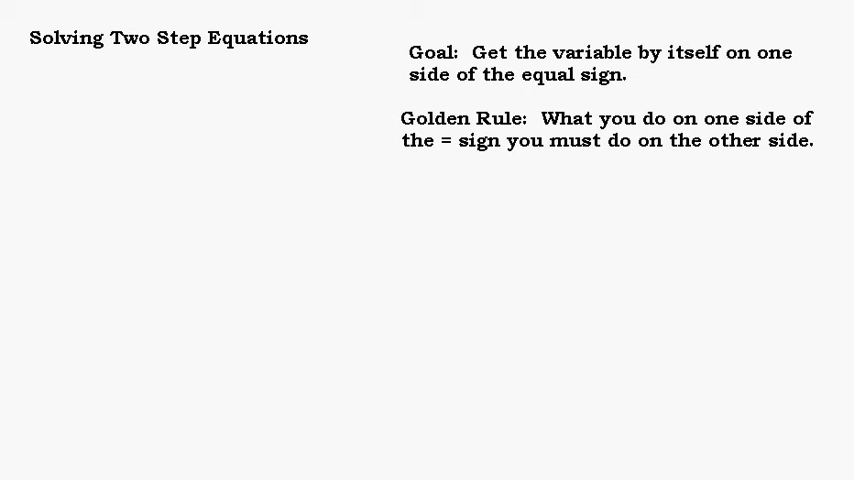 Solving Two Step Equations
Goal:  Get the variable by itself on one
side of the equal sign.
Golden Rule:  What you do on one side of
the = sign you must do on the other side.